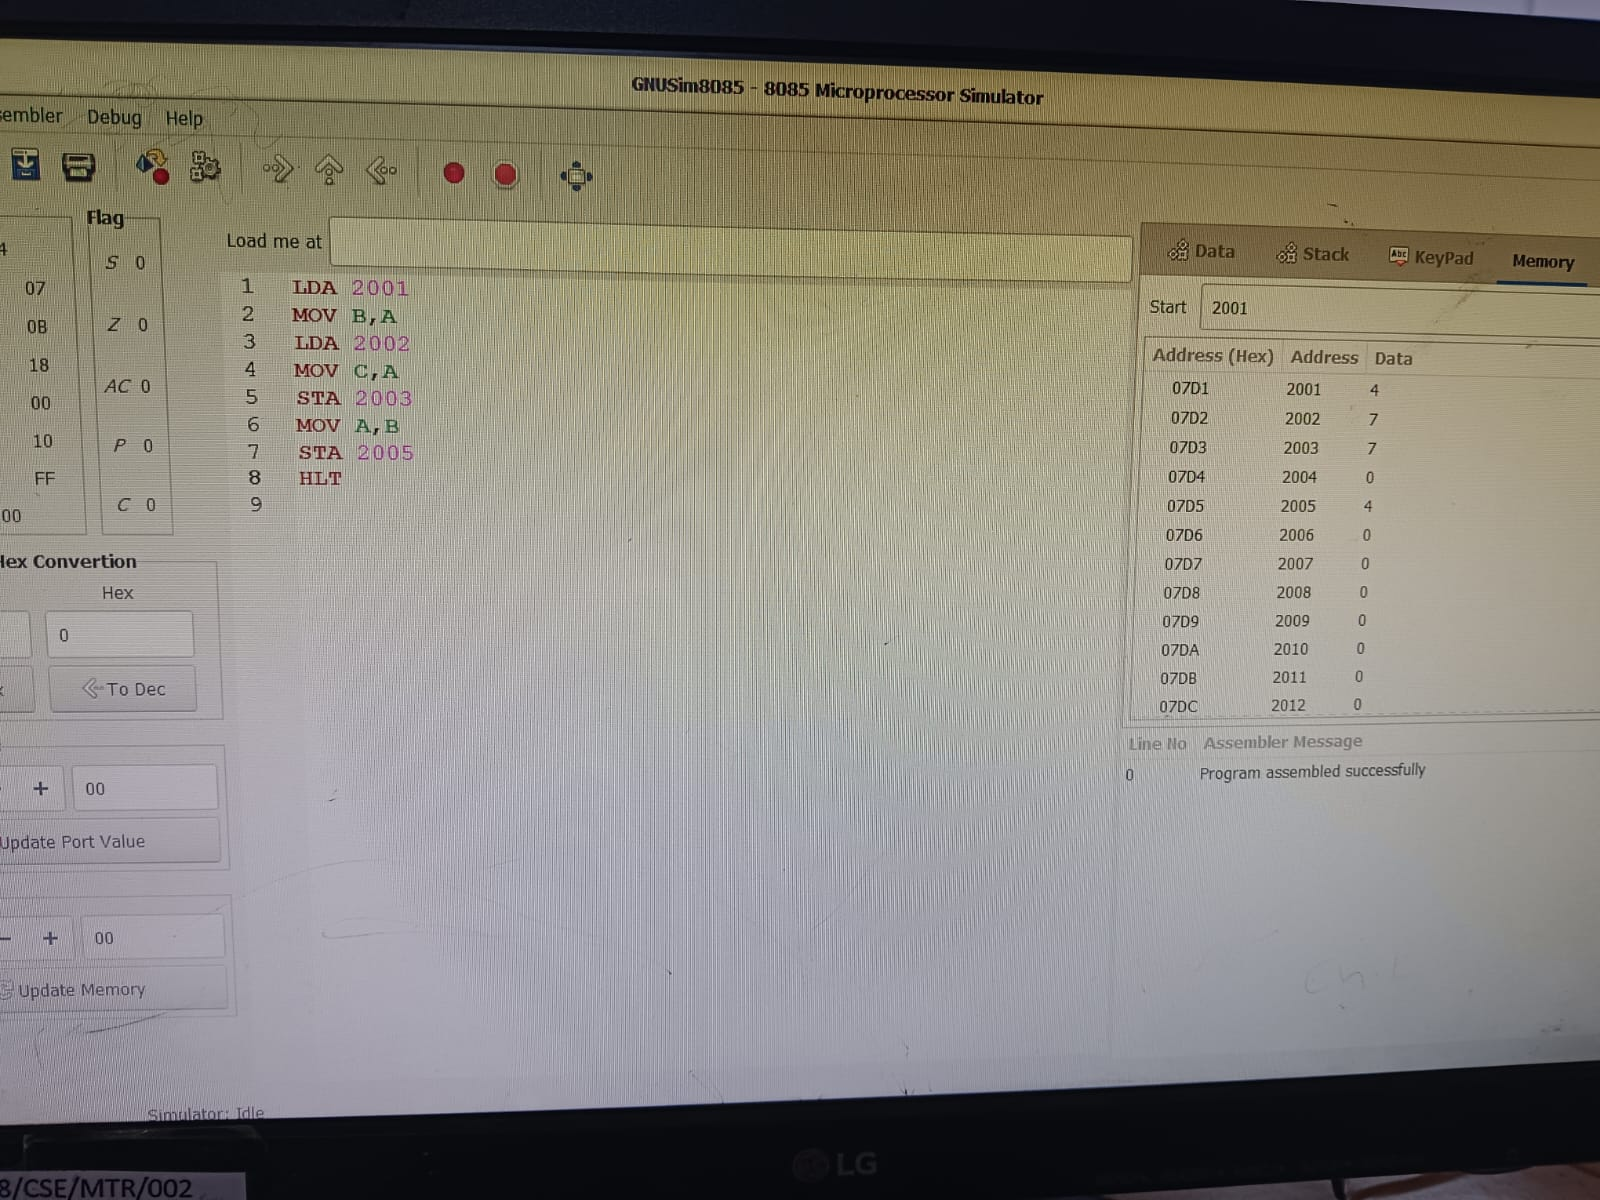 GNUSim8085 - 8085 Microprocessor Simulator
sembler Debug Help
Flag
S 0
Z 0
AC 0
P 0
C 0
4
07
0B
18
00
10
FF
00
Load me at
1 LDA 2001
2 MOV B,A
3 LDA 2002
4 MOV C,A
5 STA 2003
6 MOV A,B
7 STA 2005
8 HLT
9
Data Stack KeyPad Memory
Start 2001
Address (Hex) Address Data
07D1 2001 4
07D2 2002 7
07D3 2003 7
07D4 2004 0
07D5 2005 4
07D6 2006 0
07D7 2007 0
07D8 2008 0
07D9 2009 0
07DA 2010 0
07DB 2011 0
07DC 2012 0
Line No Assembler Message
0 Program assembled successfully
Hex Convertion
Hex
0
To Dec
+ 00
Update Port Value
- + 00
Update Memory
Simulator: Idle
LG
8/CSE/MTR/002